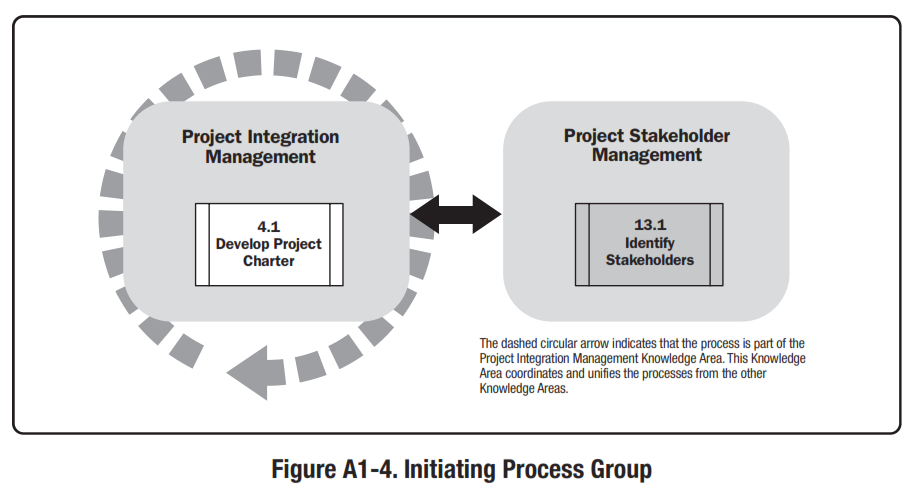 Project Integration
Management
4.1
Develop Project
Charter
Project Stakeholder
Management
13.1
Identify
Stakeholders
The dashed circular arrow indicates that the process is part of the
Project Integration Management Knowledge Area. This Knowledge
Area coordinates and unifies the processes from the other
Knowledge Areas.
Figure A1-4. Initiating Process Group